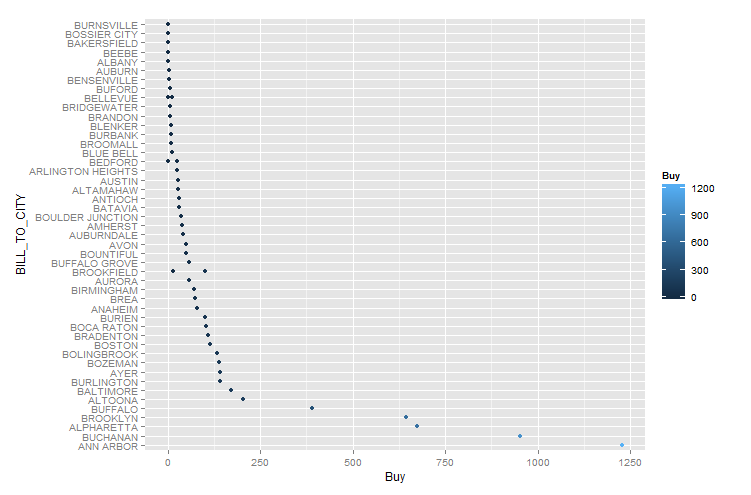 BURNSVILLE
BOSSIER CITY
BAKERSFIELD
BEEBE
ALBANY
AUBURN
BENSENVILLE
BUFORD
BELLEVUE
BRIDGEWATER
BRANDON
BLENKER
BURBANK
BROOMALL
BLUE BELL
BEDFORD
ARLINGTON HEIGHTS
AUSTIN
ALTAMAHAW
ANTIOCH
BATAVIA
BOULDER JUNCTION
AMHERST
AUBURNDALE
AVON
BOUNTIFUL
BUFFALO GROVE
BROOKFIELD
AURORA
BIRMINGHAM
BREA
ANAHEIM
BURIEN
BOCA RATON
BRADENTON
BOSTON
BOLINGBROOK
BOZEMAN
AYER
BURLINGTON
BALTIMORE
ALTOONA
BUFFALO
BROOKLYN
ALPHARETTA
BUCHANAN
ANN ARBOR
BILL_TO_CITY
0 250 500 750 1000 1250
Buy
Buy
1200
900
600
300
0